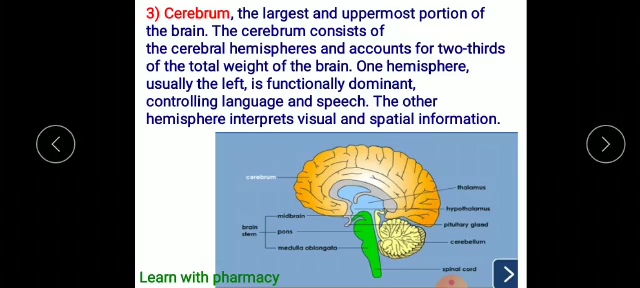 3) Cerebrum, the largest and uppermost portion of
the brain. The cerebrum consists of
the cerebral hemispheres and accounts for two-thirds
of the total weight of the brain. One hemisphere,
usually the left, is functionally dominant,
controlling language and speech. The other
hemisphere interprets visual and spatial information.
cerebrum
thalamus
midbrain
hypothalamus
brain
stem
pons
pituitary gland
cerebellum
medulla oblongata
spinal cord
Learn with pharmacy